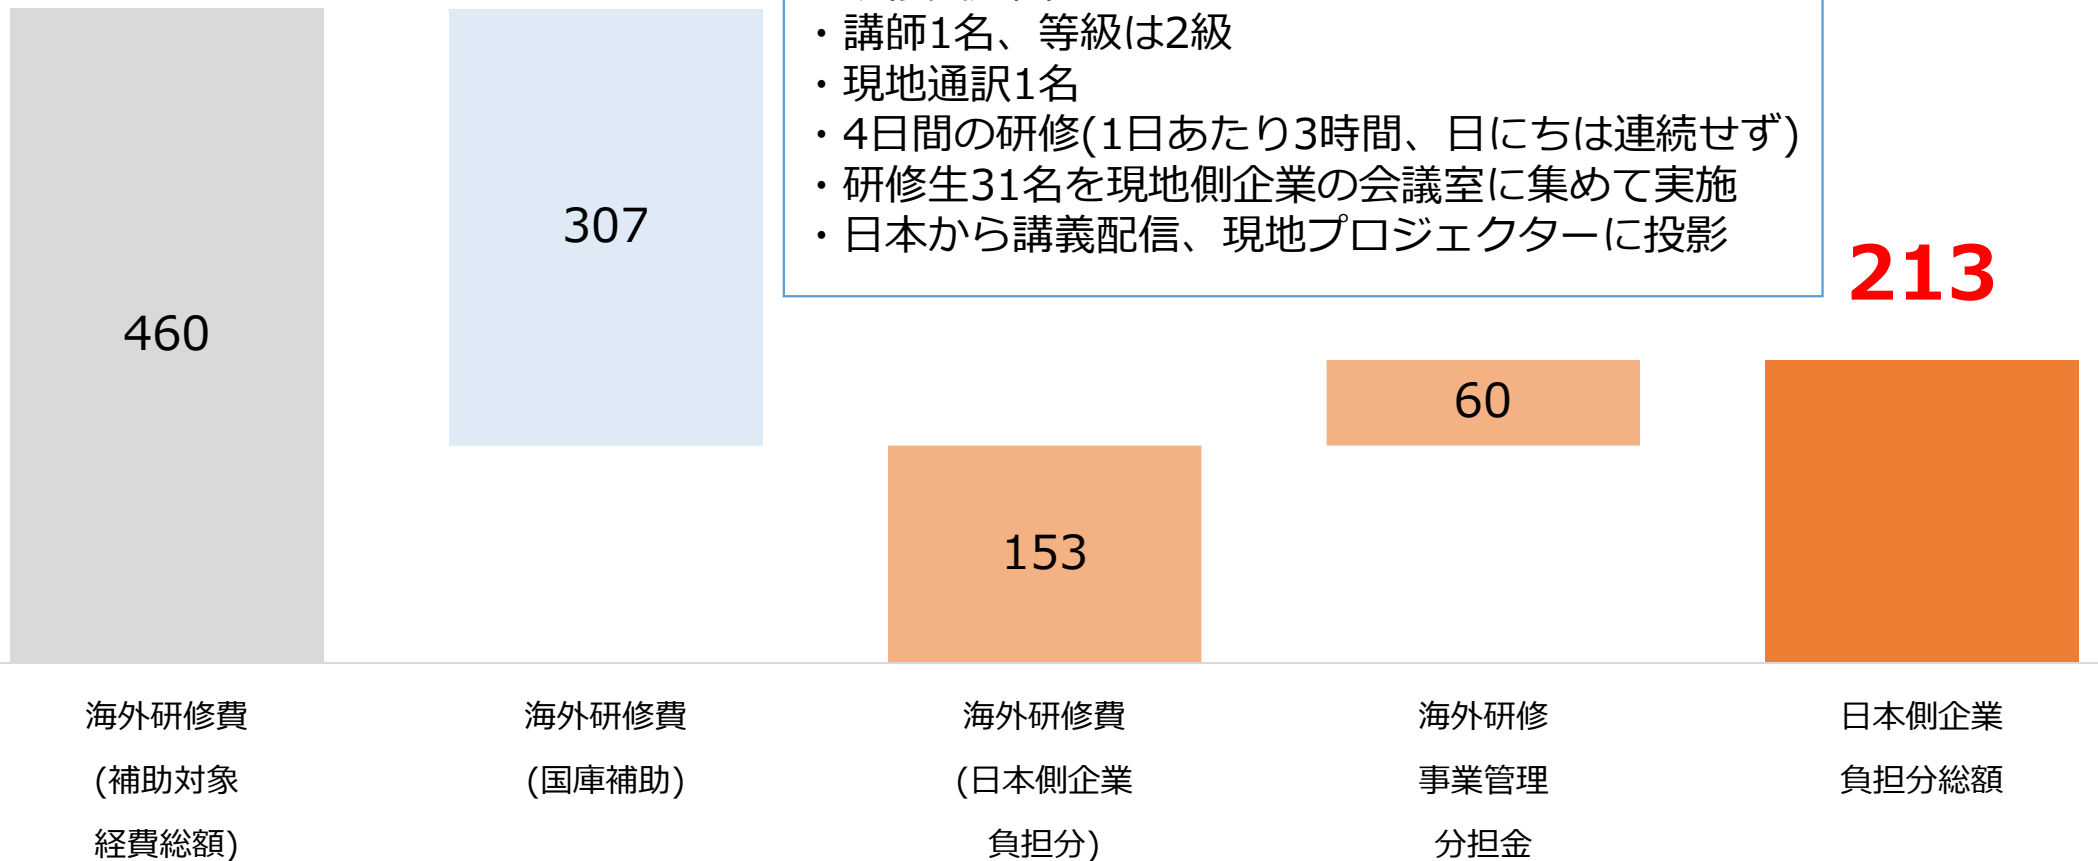 ・講師1名、等級は2級
・現地通訳1名
・4日間の研修(1日あたり3時間、日にちは連続せず)
・研修生31名を現地側企業の会議室に集めて実施
・日本から講義配信、現地プロジェクターに投影
213
307
460
60
153
海外研修費
(補助対象
経費総額)
海外研修費
(国庫補助)
海外研修費
(日本側企業
負担分)
海外研修
事業管理
分担金
日本側企業
負担分総額